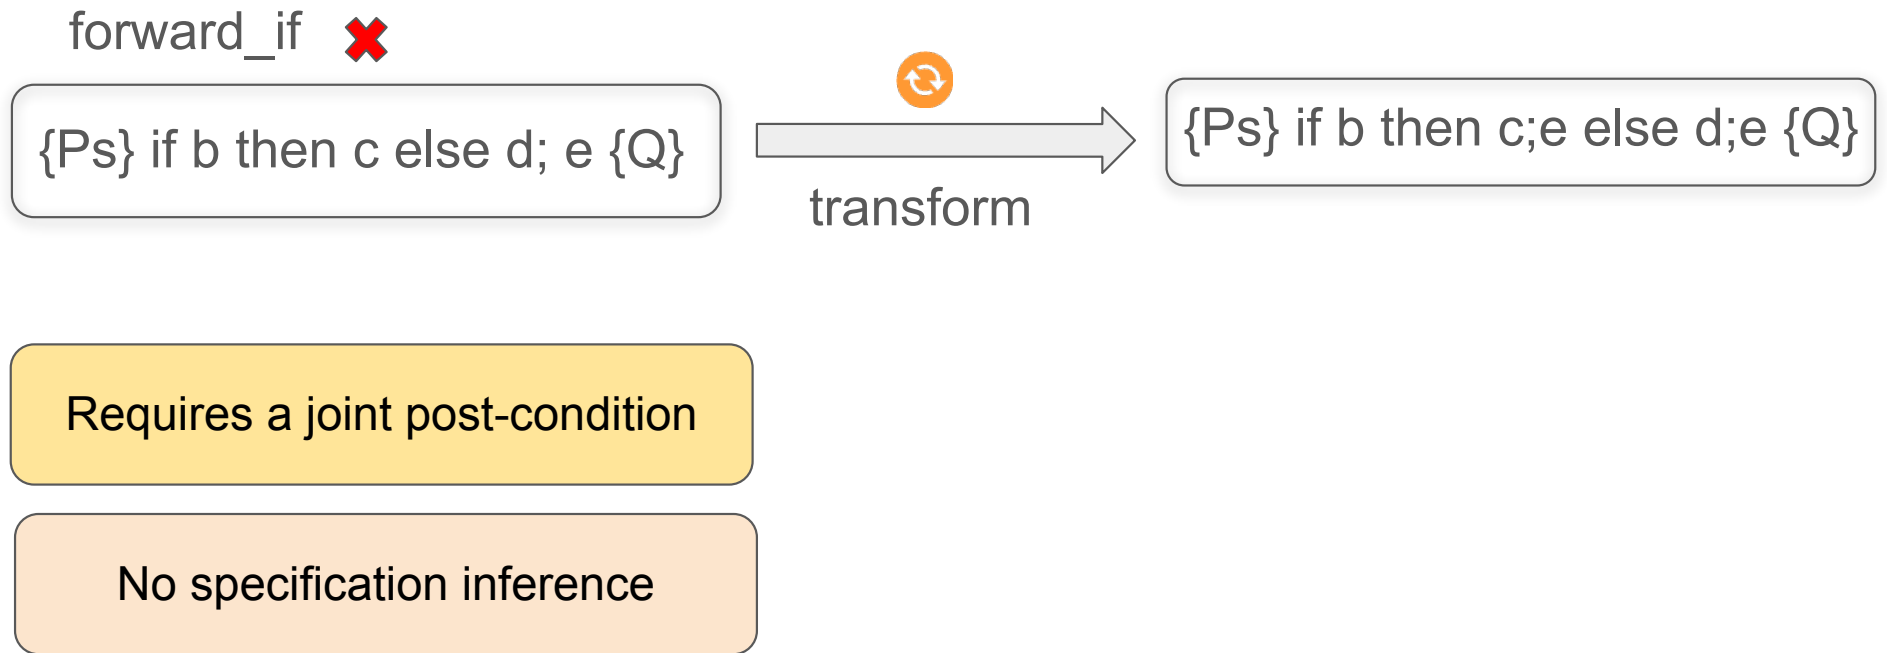 forward_if
{Ps} if b then c else d; e {Q}
transform
{Ps} if b then c;e else d;e {Q}
Requires a joint post-condition
No specification inference